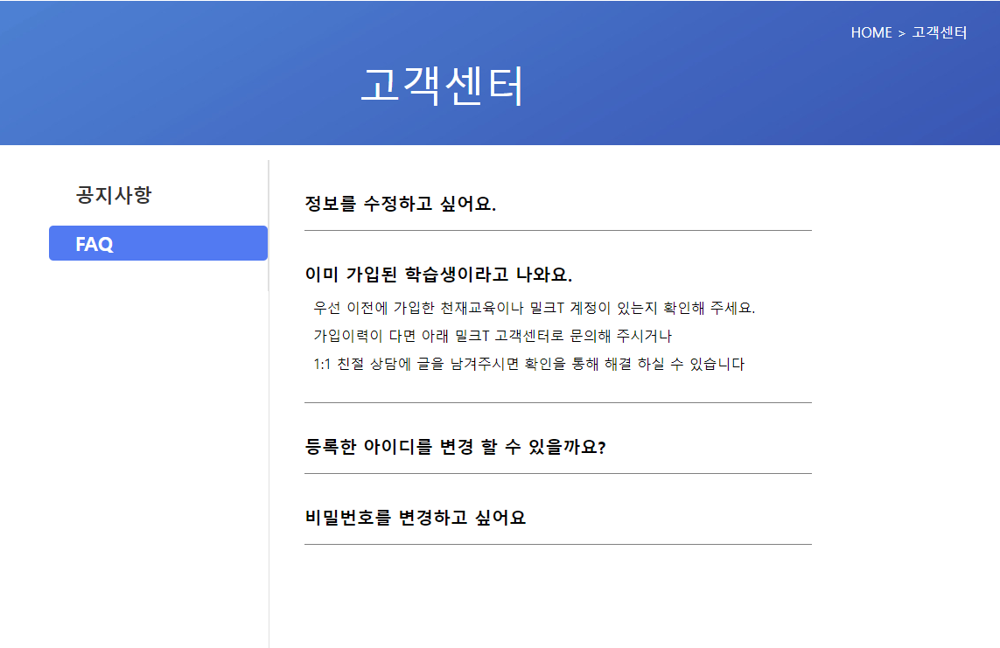 HOME > 고객센터
고객센터
공지사항
FAQ
정보를 수정하고 싶어요.
이미 가입된 학습생이라고 나와요.
우선 이전에 가입한 천재교육이나 밀크T 계정이 있는지 확인해 주세요.
가입이력이 다면 아래 밀크T 고객센터로 문의해 주시거나
1:1 친절 상담에 글을 남겨주시면 확인을 통해 해결 하실 수 있습니다
등록한 아이디를 변경 할 수 있을까요?
비밀번호를 변경하고 싶어요